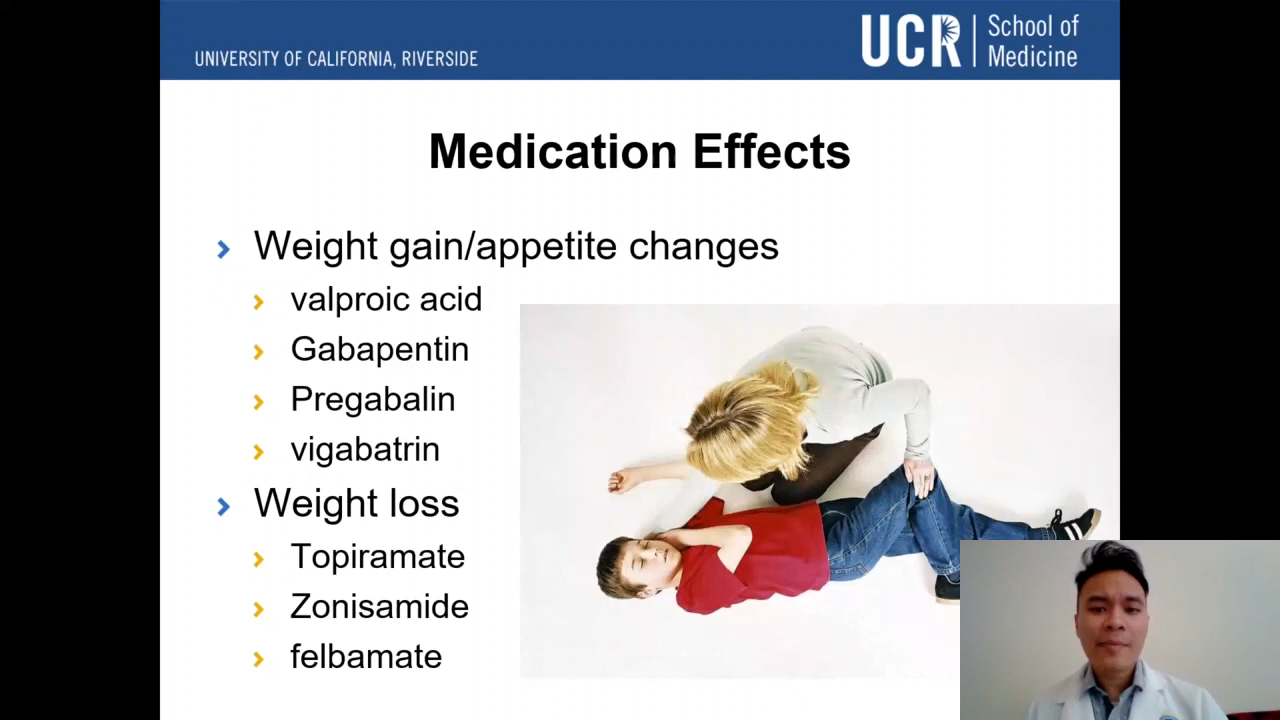 UNIVERSITY OF CALIFORNIA, RIVERSIDE
UCR School of
Medicine
Medication Effects
Weight gain/appetite changes
valproic acid
Gabapentin
Pregabalin
vigabatrin
Weight loss
Topiramate
Zonisamide
felbamate